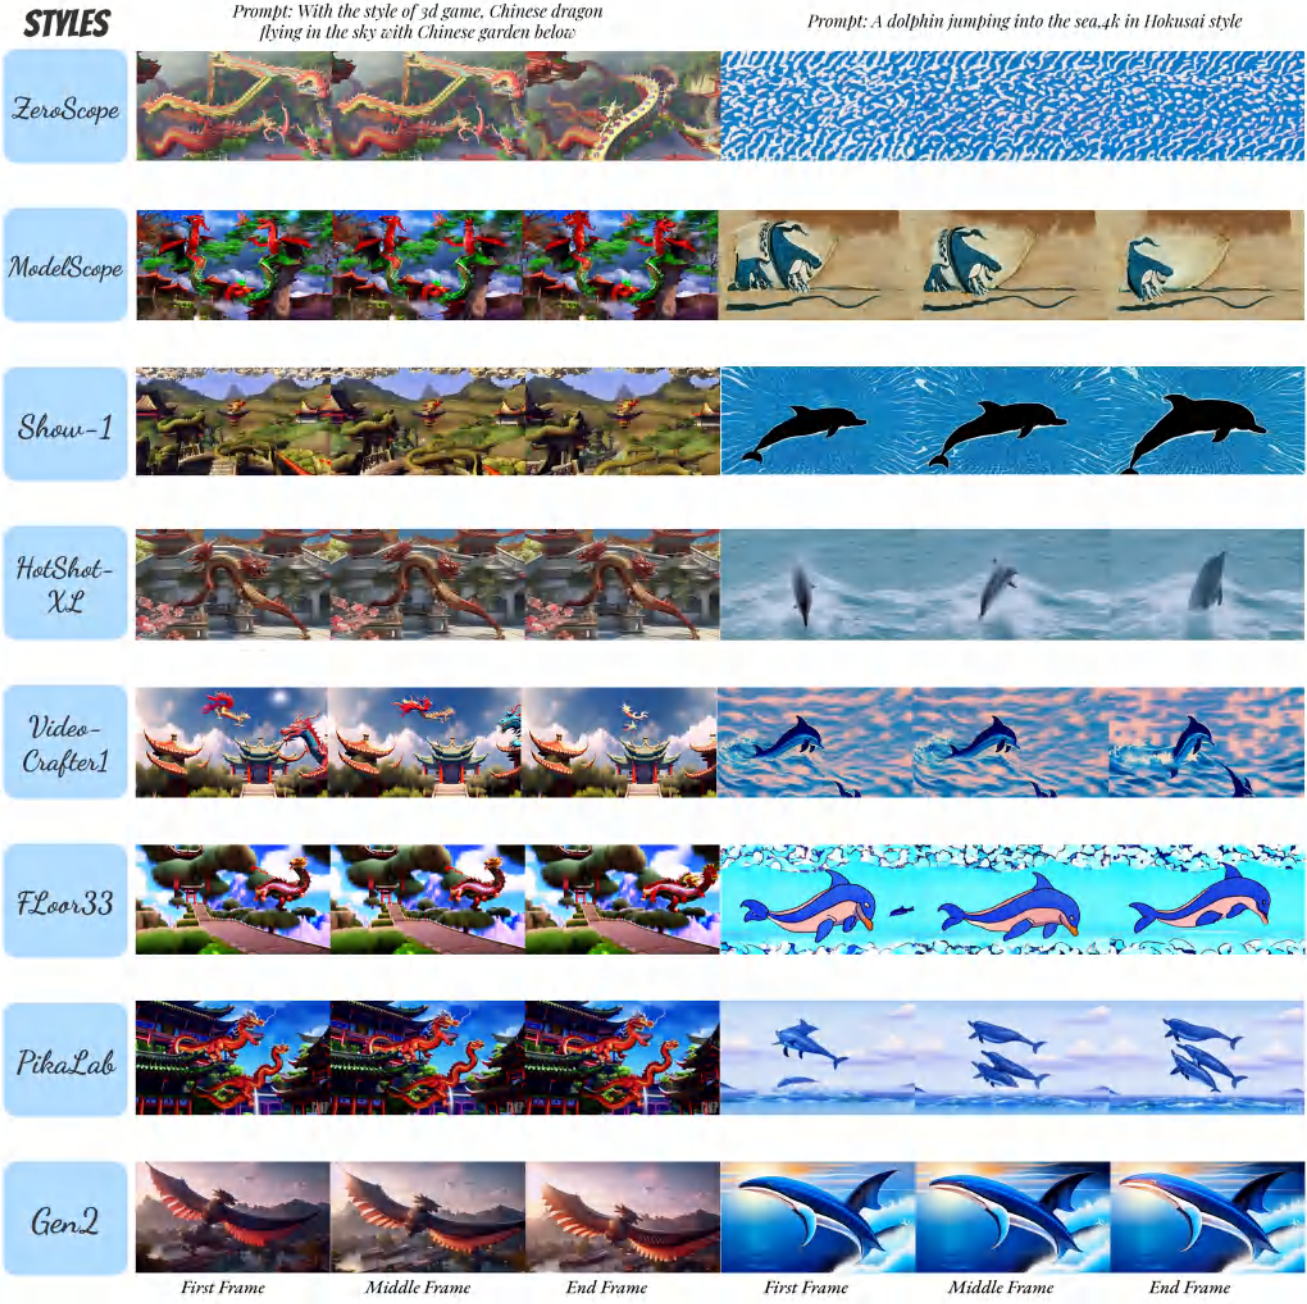 STYLES
Prompt: With the style of 3d game, Chinese dragon
flying in the sky with Chinese garden below
Prompt: A dolphin jumping into the sea,4k in Hokusai style
ZeroScope
ModelScope
Show-1
HotShot-
XL
Video-
Crafter1
FLoor33
PikaLab
Gen2
First Frame
Middle Frame
End Frame
First Frame
Middle Frame
End Frame